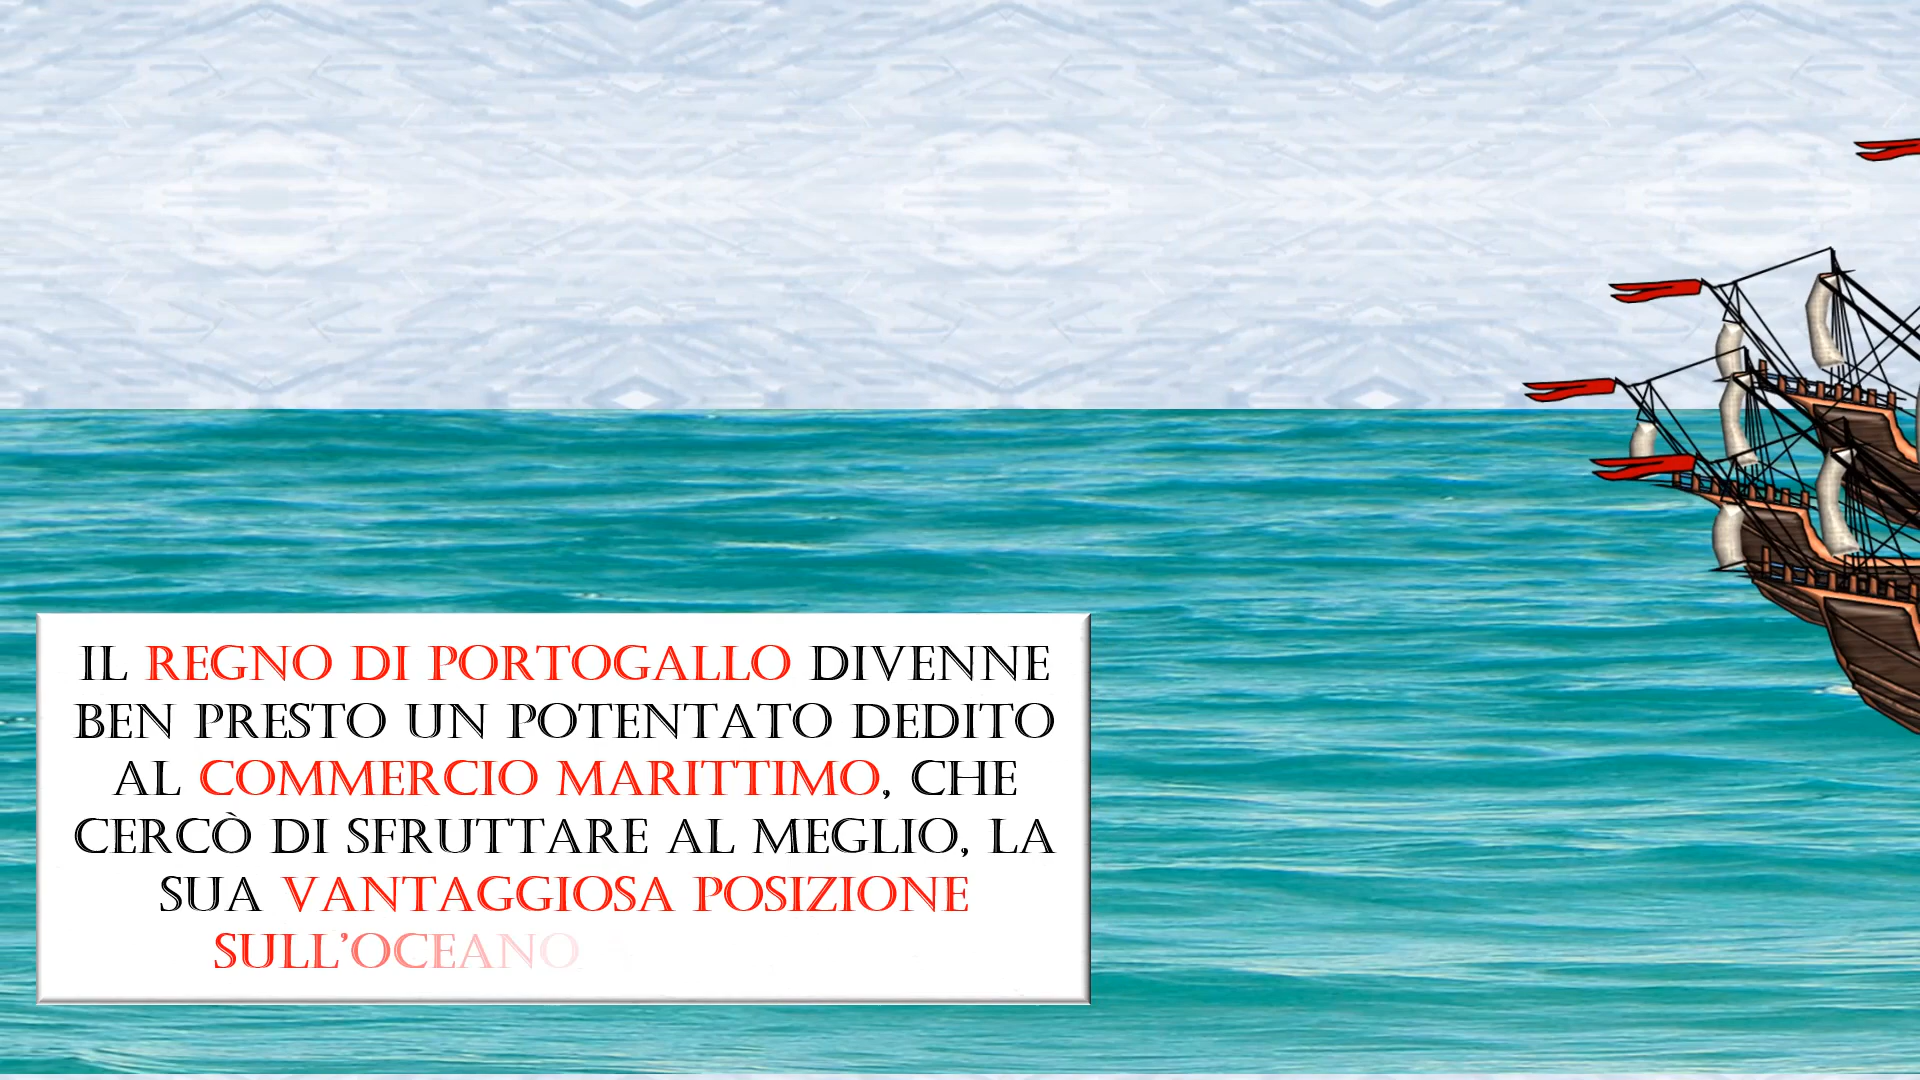 IL REGNO DI PORTOGALLO DIVENNE
BEN PRESTO UN POTENTATO DEDITO
AL COMMERCIO MARITTIMO, CHE
CERCÒ DI SFRUTTARE AL MEGLIO, LA
SUA VANTAGGIOSA POSIZIONE
SULL'OCEANO